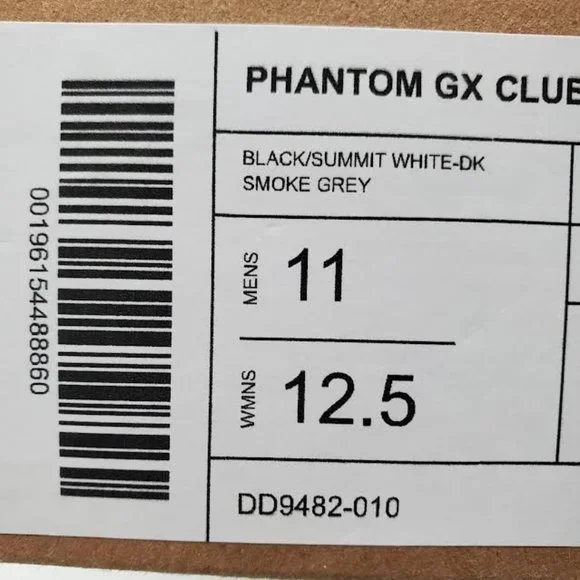 00196154488860
PHANTOM GX CLUB
BLACK/SUMMIT WHITE-DK
SMOKE GREY
MENS 11
WMNS 12.5
DD9482-010